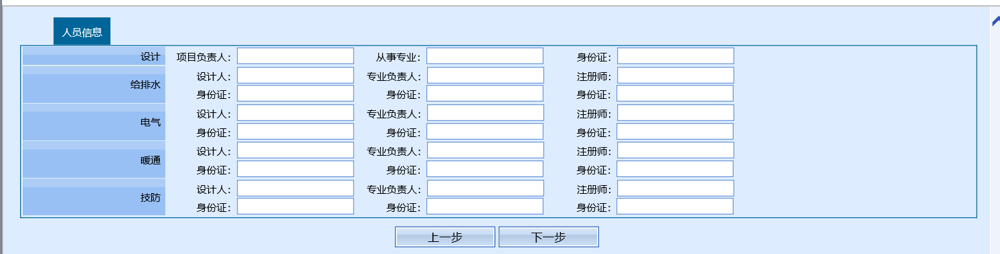 人员信息
设计 项目负责人： 从事专业： 身份证：
给排水 设计人： 专业负责人： 注册师：
身份证： 身份证： 身份证：
电气 设计人： 专业负责人： 注册师：
身份证： 身份证： 身份证：
暖通 设计人： 专业负责人： 注册师：
身份证： 身份证： 身份证：
技防 设计人： 专业负责人： 注册师：
身份证： 身份证： 身份证：
上一步 下一步